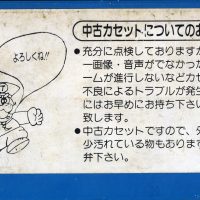 よろしくね!!
中古カセットについてのお
●充分に点検しておりますが
一画像・音声がでなかった
ームが進行しないなどカセ
不良によるトラブルが発生
にはお早めにお持ち下さい
致します。
●中古カセットですので、外
少汚れている物もあります
弁下さい。